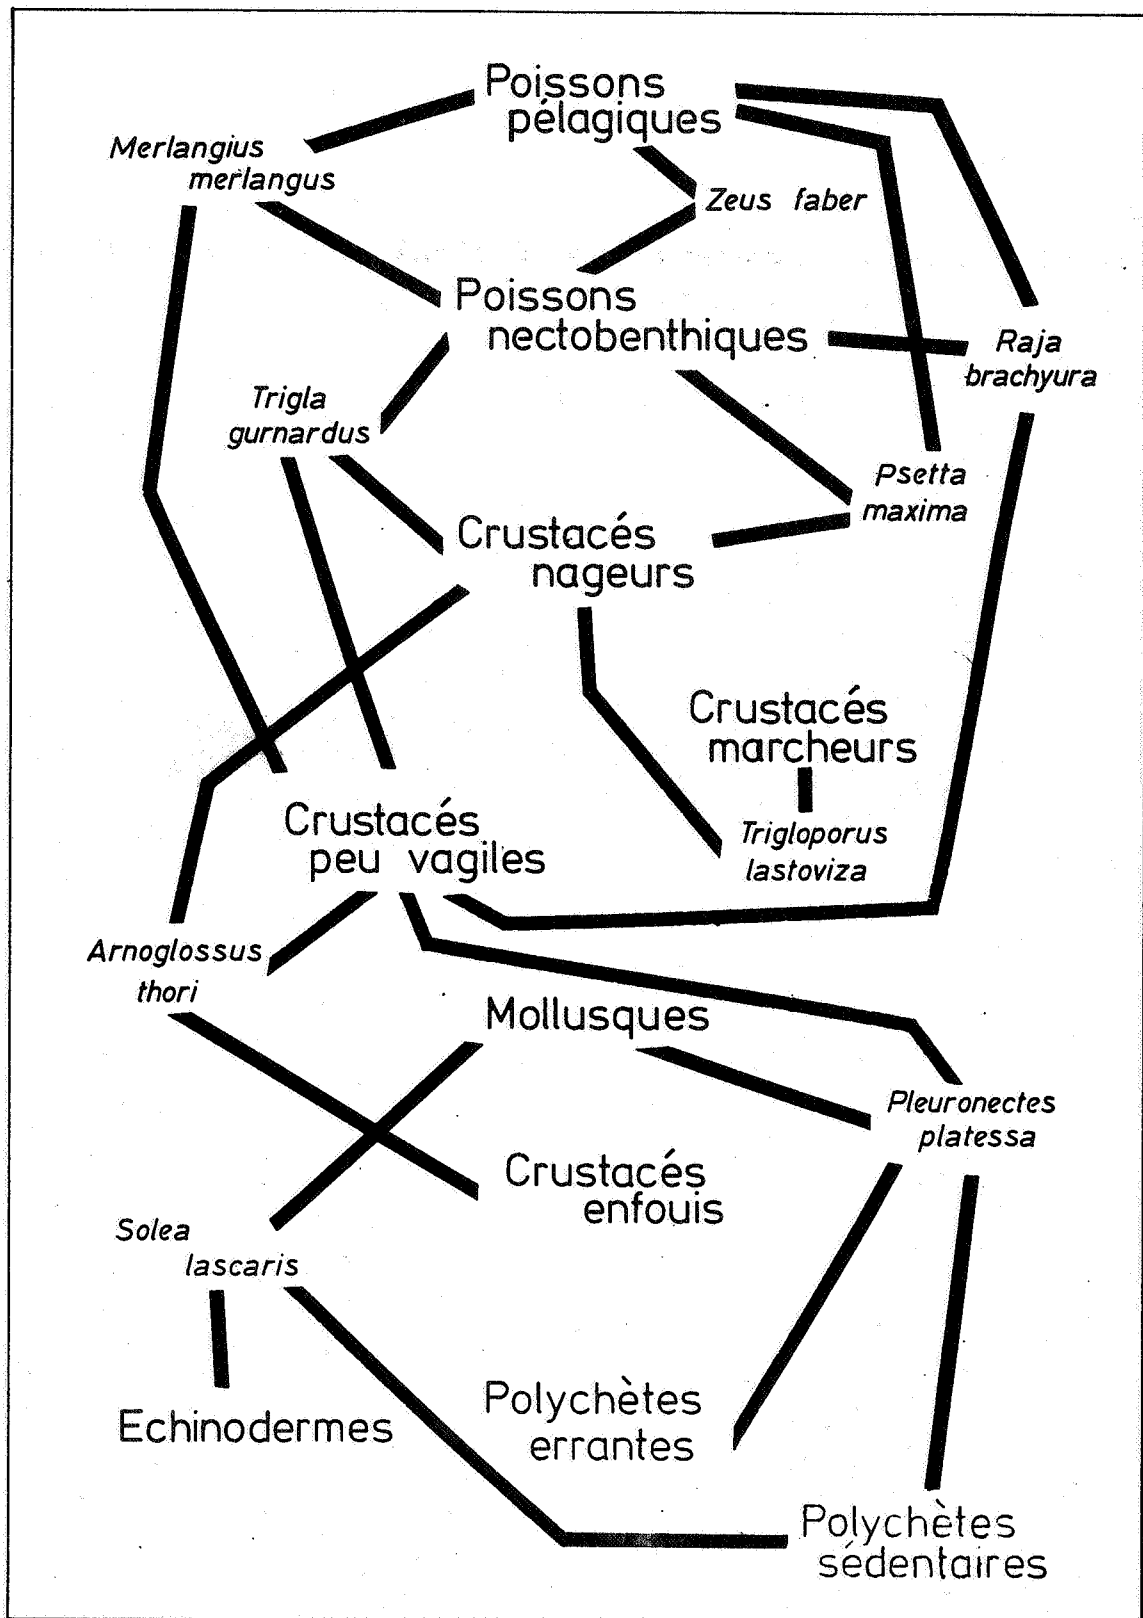 Poissons
pélagiques
Merlangius
merlangus
Zeus faber
Poissons
nectobenthiques
Raja
brachyura
Trigla
gurnardus
Psetta
maxima
Crustacés
nageurs
Crustacés
marcheurs
Crustacés
peu vagiles
Trigloporus
lastoviza
Arnoglossus
thori
Mollusques
Pleuronectes
platessa
Crustacés
enfouis
Solea
lascaris
Polychètes
errantes
Echinodermes
Polychètes
sédentaires